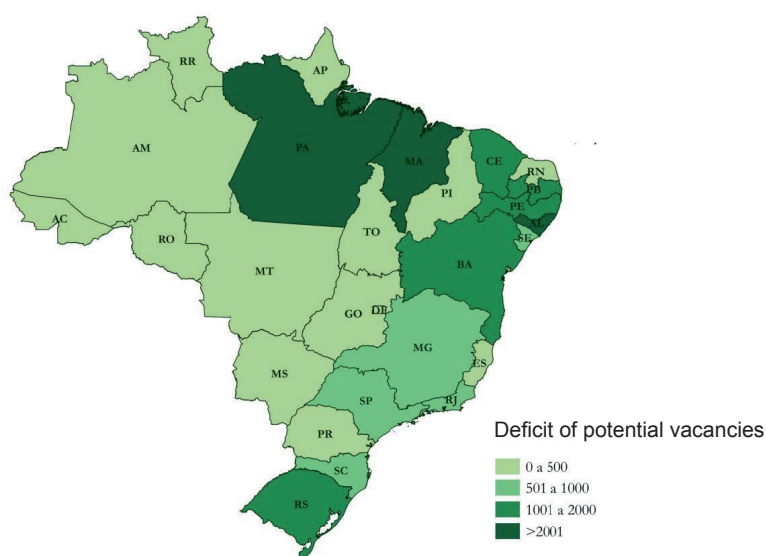 RR
AP
AM
PA
MA
CE
RN
PB
PI
PE
AL
AC
TO
SE
RO
BA
MT
GO
DF
MG
MS
ES
SP
RJ
PR
SC
RS
Deficit of potential vacancies
0 a 500
501 a 1000
1001 a 2000
>2001